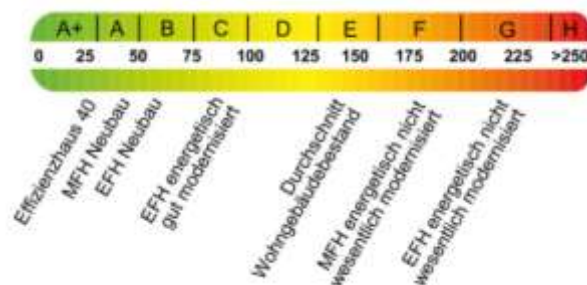 A+ A B C D E F G H
0 25 50 75 100 125 150 175 200 225 >250
Effizienzhaus 40
MFH Neubau
EFH Neubau
EFH energetisch
gut modernisiert
Durchschnitt
Wohngebäudebestand
MFH energetisch nicht
wesentlich modernisiert
EFH energetisch nicht
wesentlich modernisiert